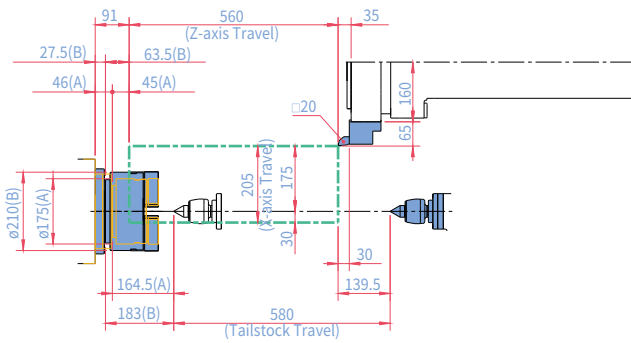 91
560
(Z-axis Travel)
35
27.5(B)
63.5(B)
46(A)
45(A)
□20
160
65
205
(X-axis Travel)
175
30
ø210(B)
ø175(A)
30
164.5(A)
139.5
183(B)
580
(Tailstock Travel)